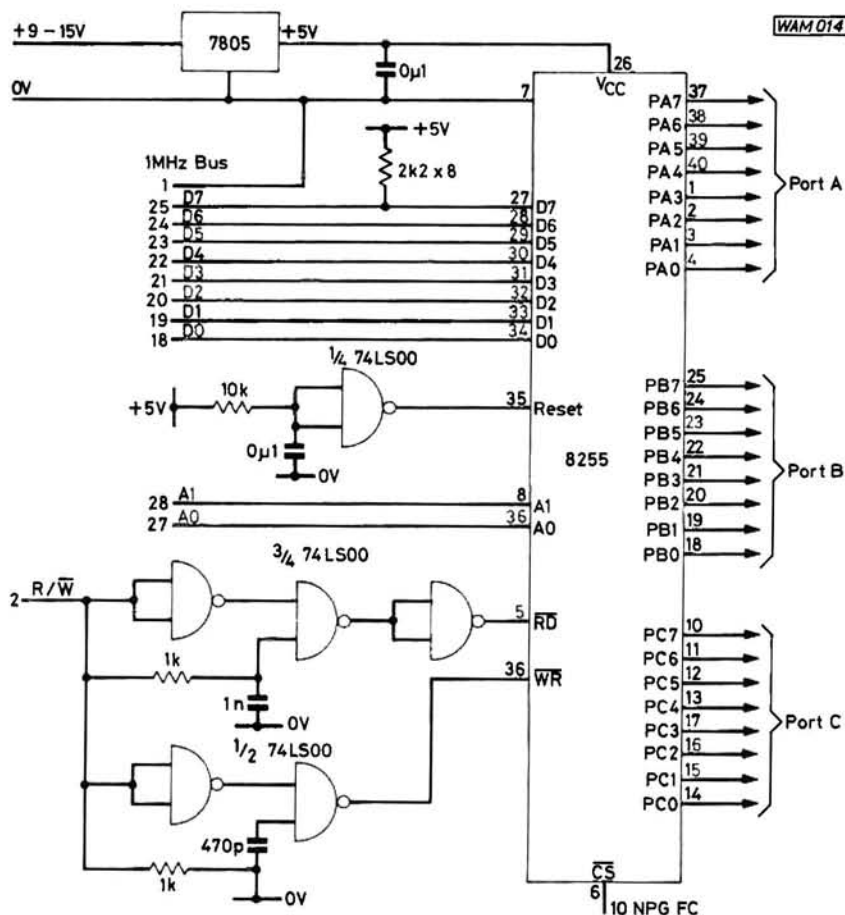 WAM 014
+9 -15V
7805
+5V
26
VCC
0µ1
0V
7
+5V
2k2 x 8
1MHz Bus
1
25 D7 27 D7
24 D6 28 D6
23 D5 29 D5
22 D4 30 D4
21 D3 31 D3
20 D2 32 D2
19 D1 33 D1
18 D0 34 D0
PA7 37
PA6 38
PA5 39
PA4 40
PA3 1
PA2 2
PA1 3
PA0 4
Port A
1/4 74LS00
+5V
10k
0µ1
0V
35 Reset
8255
28 A1 8 A1
27 A0 36 A0
PB7 25
PB6 24
PB5 23
PB4 22
PB3 21
PB2 20
PB1 19
PB0 18
Port B
3/4 74LS00
2 R/W̅
5 R̅D̅
1k
1n
0V
36 W̅R̅
1/2 74LS00
470p
1k
0V
PC7 10
PC6 11
PC5 12
PC4 13
PC3 17
PC2 16
PC1 15
PC0 14
Port C
C̅S̅
6
10 NPG FC